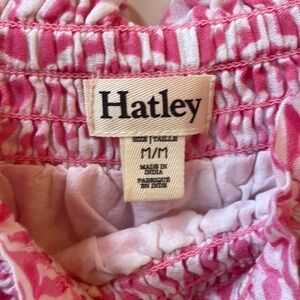 Hatley
SIZE | TAILLE
M/M
MADE IN
INDIA
FABRIQUÉ
EN INDE